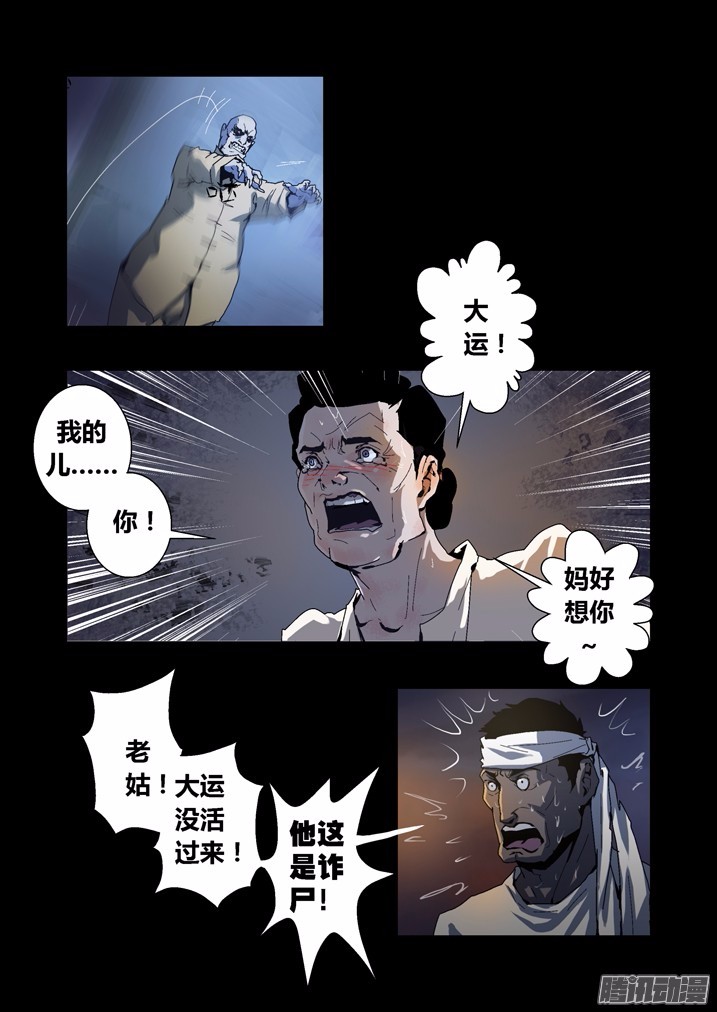 大
运！
我的
儿……
你！
妈好
想你
~
老
姑！大运
没活
过来！
他这
是诈
尸！
腾讯动漫